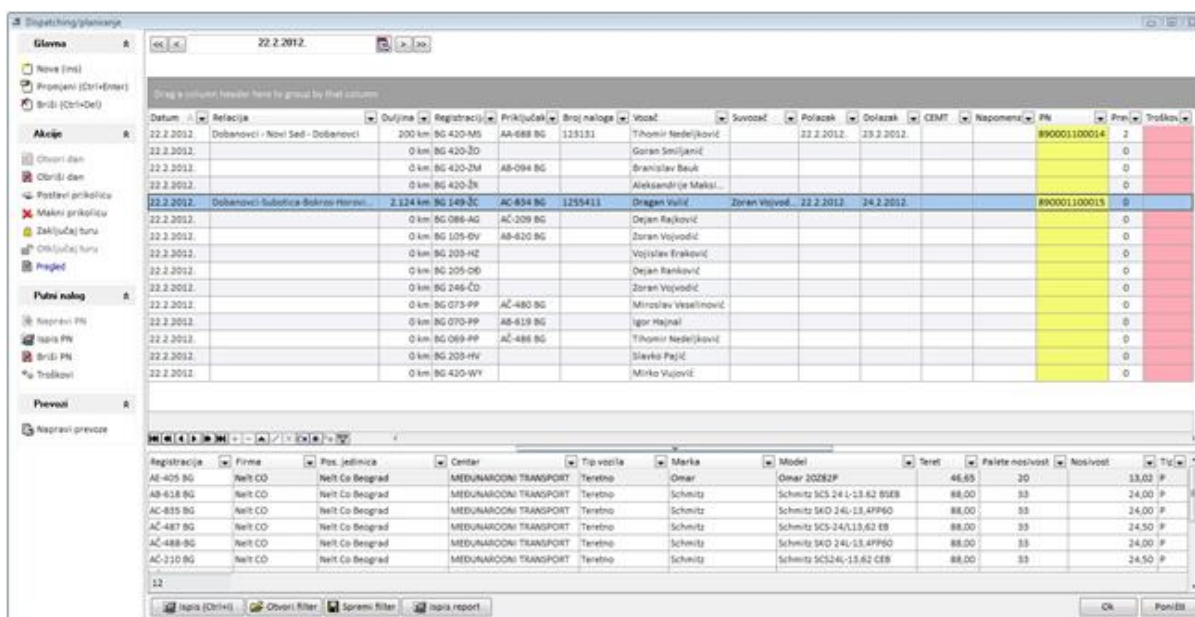 Dispatching/planiranje
Glavna
Novo (Ins)
Promjeni (Ctrl+Enter)
Briši (Ctrl+Del)
Akcije
Otvori dan
Obriši dan
Postavi prikolicu
Makni prikolicu
Zaključaj turu
Otključaj turu
Pregled
Putni nalog
Napravi PN
Ispis PN
Briši PN
Troškovi
Prevozi
Napravi prevoze
22.2.2012.
Drag a column header here to group by that column
Datum Relacija Duljina Registracij Priključak Broj naloga Vozač Suvozač Polazak Dolazak CEMT Napomena PN Troškov
22.2.2012. Dobanovci - Novi Sad - Dobanovci 200 km BG 420-MS AA-688 BG 123131 Tihomir Nedeljković 22.2.2012. 23.2.2012. 890001100014 2
22.2.2012. 0 km BG 420-ŽO Goran Smiljanić 0
22.2.2012. 0 km BG 420-ZM AB-094 BG Branislav Bauk 0
22.2.2012. 0 km BG 420-ŽR Aleksandrije Maksi... 0
22.2.2012. Dobanovci-Subotica-Bokros-Horovi... 2.124 km BG 149-ŽC AC-834 BG 1255411 Dragan Vulić Zoran Vojvod... 22.2.2012. 24.2.2012. 890001100015 0
22.2.2012. 0 km BG 086-AG AČ-209 BG Dejan Rajković 0
22.2.2012. 0 km BG 105-ĐV AB-620 BG Zoran Vojvodić 0
22.2.2012. 0 km BG 203-HZ Vojislav Eraković 0
22.2.2012. 0 km BG 205-DĐ Dejan Ranković 0
22.2.2012. 0 km BG 246-ČD Zoran Vojvodić 0
22.2.2012. 0 km BG 073-PP AČ-480 BG Miroslav Veselinović 0
22.2.2012. 0 km BG 070-PP AB-619 BG Igor Hajnal 0
22.2.2012. 0 km BG 069-PP AČ-486 BG Tihomir Nedeljković 0
22.2.2012. 0 km BG 203-HV Slavko Pajić 0
22.2.2012. 0 km BG 420-WY Mirko Vujović 0
Registracija Firma Pos. jedinica Centar Tip vozila Marka Model Teret Palete nosivost Nosivost Tip
AE-405 BG Nelt CO Nelt Co Beograd MEĐUNARODNI TRANSPORT Teretno Omar Omar 20Z82P 46,65 20 13,02 P
AB-618 BG Nelt CO Nelt Co Beograd MEĐUNARODNI TRANSPORT Teretno Schmitz Schmitz SCS 24 L-13.62 BSEB 88,00 33 24,00 P
AC-835 BG Nelt CO Nelt Co Beograd MEĐUNARODNI TRANSPORT Teretno Schmitz Schmitz SKO 24L-13,4FP60 88,00 33 24,00 P
AČ-487 BG Nelt CO Nelt Co Beograd MEĐUNARODNI TRANSPORT Teretno Schmitz Schmitz SCS-24/L13,62 EB 88,00 33 24,50 P
AČ-488-BG Nelt CO Nelt Co Beograd MEĐUNARODNI TRANSPORT Teretno Schmitz Schmitz SKO 24L-13,4FP60 88,00 33 24,00 P
AČ-210 BG Nelt CO Nelt Co Beograd MEĐUNARODNI TRANSPORT Teretno Schmitz Schmitz SCS24L-13,62 CEB 88,00 33 24,50 P
12
Ispis (Ctrl+I) Otvori filter Spremi filter Ispis report Ok Poništi